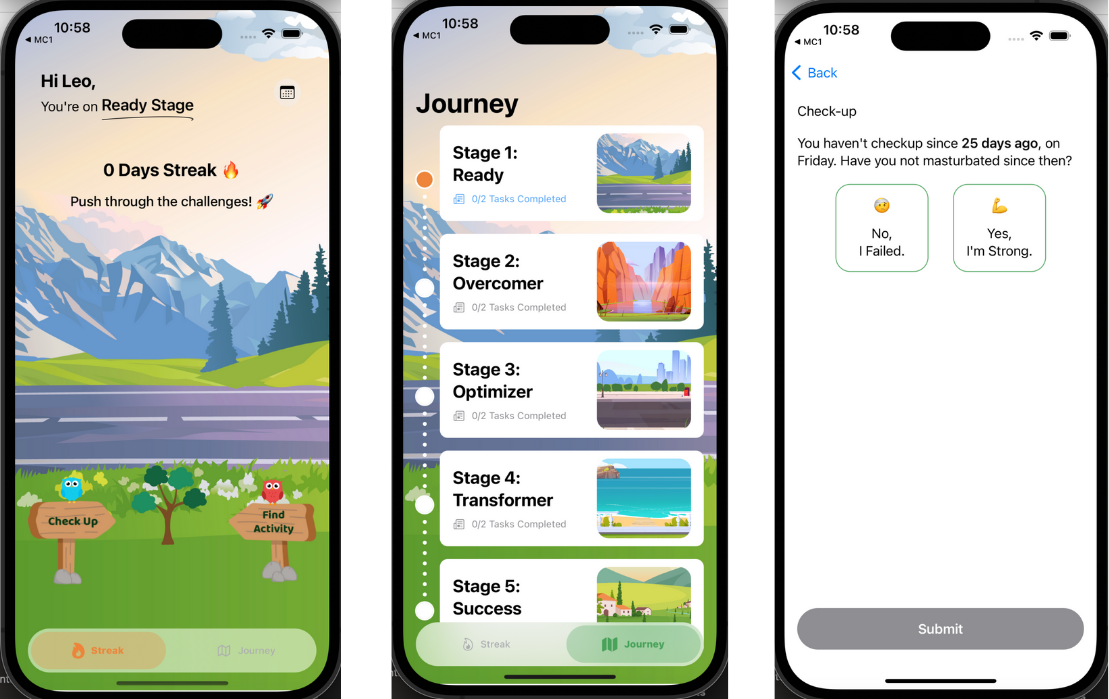 10:58
◀ MC1
Hi Leo,
You're on Ready Stage
0 Days Streak 🔥
Push through the challenges! 🚀
Check Up
Find
Activity
Streak
Journey
10:58
◀ MC1
Journey
Stage 1:
Ready
0/2 Tasks Completed
Stage 2:
Overcomer
0/2 Tasks Completed
Stage 3:
Optimizer
0/2 Tasks Completed
Stage 4:
Transformer
0/2 Tasks Completed
Stage 5:
Success
Streak
Journey
10:58
◀ MC1
Back
Check-up
You haven't checkup since 25 days ago, on
Friday. Have you not masturbated since then?
🤕
No,
I Failed.
💪
Yes,
I'm Strong.
Submit